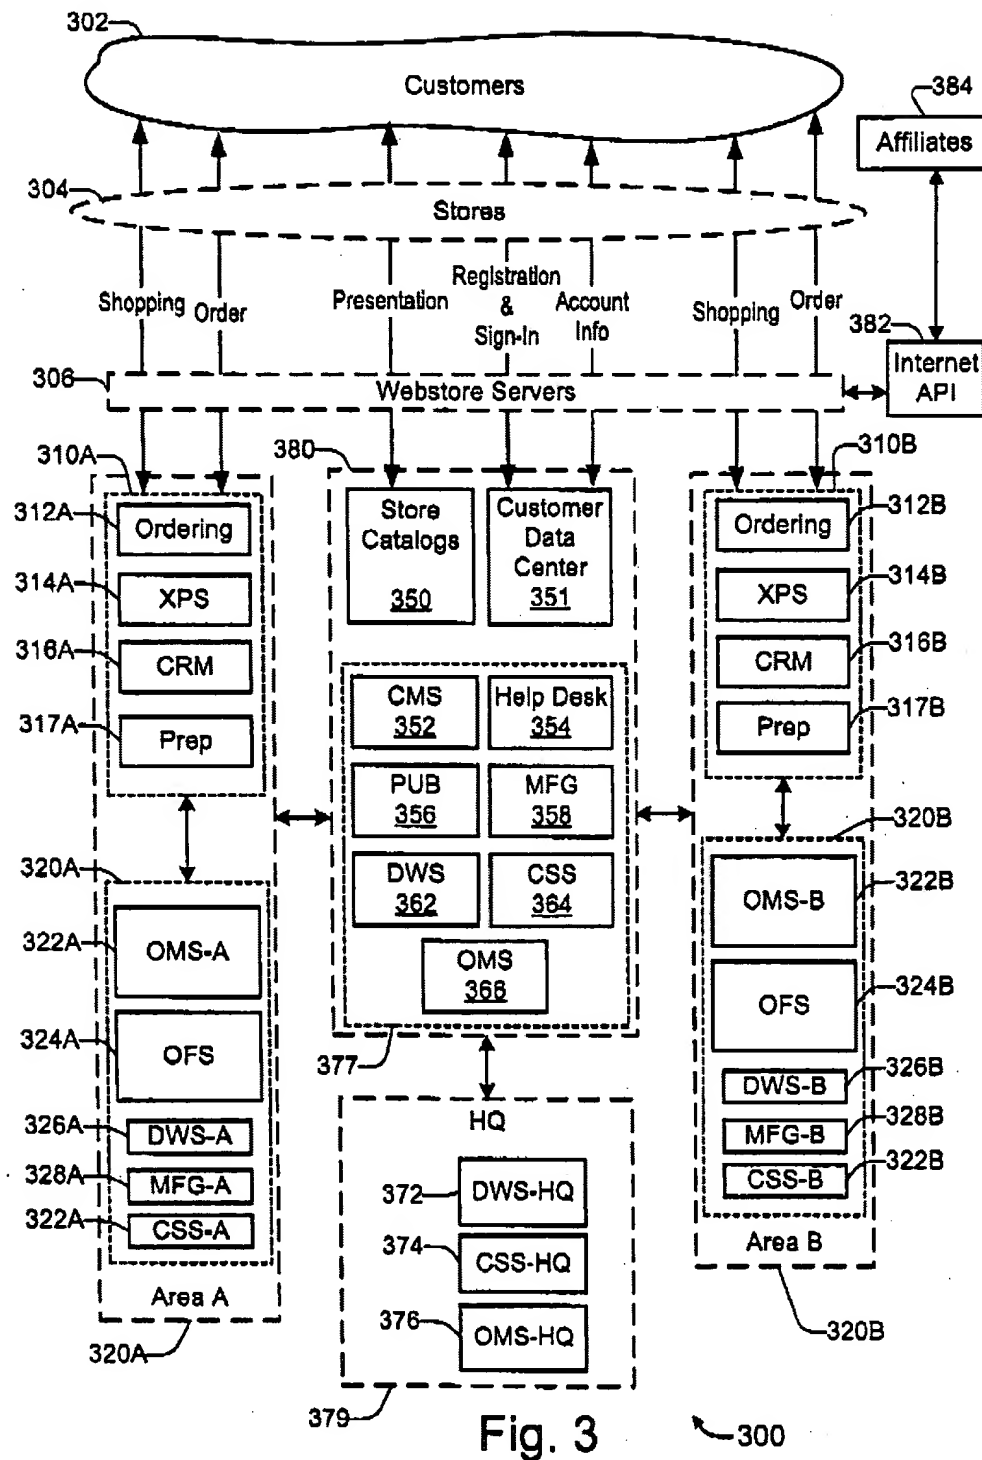 302
Customers
384
Affiliates
304
Stores
Shopping
Order
Presentation
Registration
&
Sign-In
Account
Info
Shopping
Order
382
Internet
API
306
Webstore Servers
310A
380
310B
312A
Ordering
Store
Catalogs
350
Customer
Data
Center
351
Ordering
312B
314A
XPS
XPS
314B
316A
CRM
CRM
316B
317A
Prep
CMS
352
Help Desk
354
Prep
317B
PUB
356
MFG
358
320A
320B
DWS
362
CSS
364
322A
OMS-A
OMS-B
322B
OMS
366
324A
OFS
OFS
324B
377
326A
DWS-A
HQ
DWS-B
326B
328A
MFG-A
MFG-B
328B
322A
CSS-A
372
DWS-HQ
CSS-B
322B
374
CSS-HQ
Area B
Area A
376
OMS-HQ
320A
320B
379
Fig. 3
300